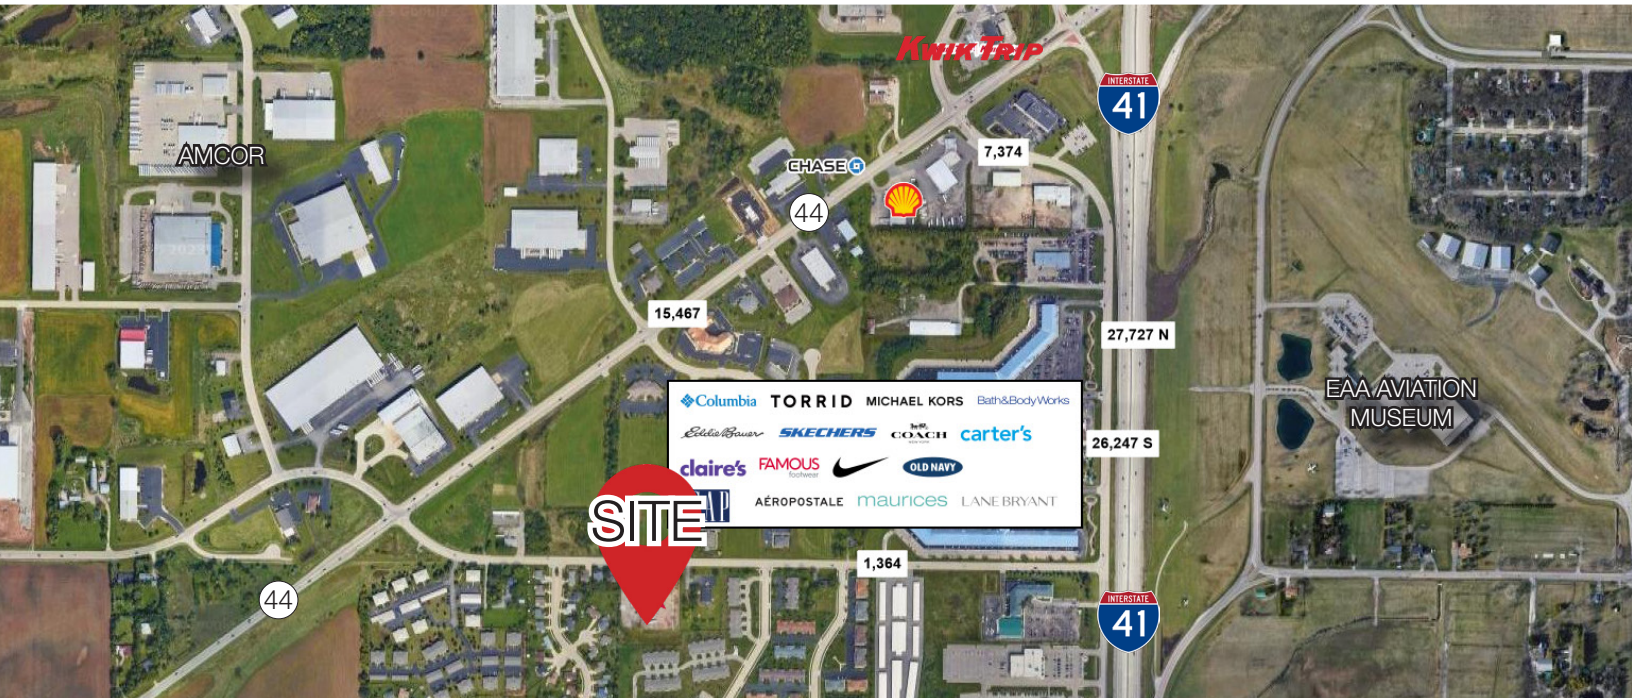 KWIK TRIP
INTERSTATE
41
AMCOR
7,374
CHASE
44
15,467
27,727 N
EAA AVIATION
MUSEUM
Columbia TORRID MICHAEL KORS Bath&BodyWorks
Eddie Bauer SKECHERS COACH carter's
26,247 S
claire's FAMOUS footwear OLD NAVY
SITE
AÉROPOSTALE maurices LANE BRYANT
1,364
44
INTERSTATE
41